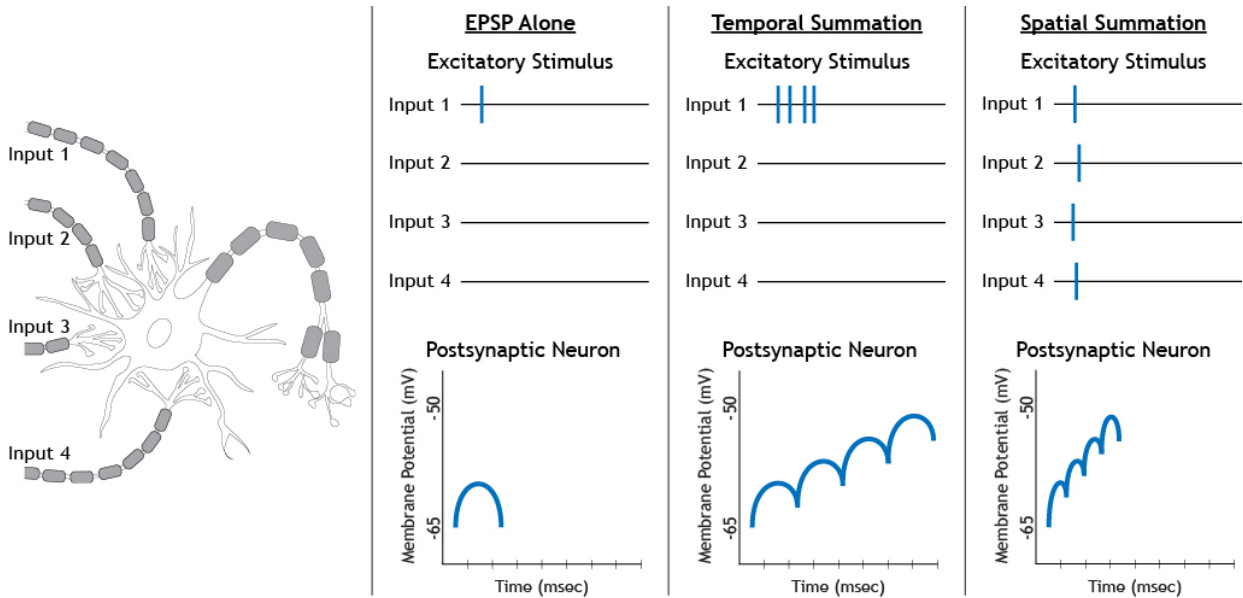 Input 1
Input 2
Input 3
Input 4
EPSP Alone
Excitatory Stimulus
Input 1
Input 2
Input 3
Input 4
Postsynaptic Neuron
Membrane Potential (mV)
-50
-65
Time (msec)
Temporal Summation
Excitatory Stimulus
Input 1
Input 2
Input 3
Input 4
Postsynaptic Neuron
Membrane Potential (mV)
-50
-65
Time (msec)
Spatial Summation
Excitatory Stimulus
Input 1
Input 2
Input 3
Input 4
Postsynaptic Neuron
Membrane Potential (mV)
-50
-65
Time (msec)